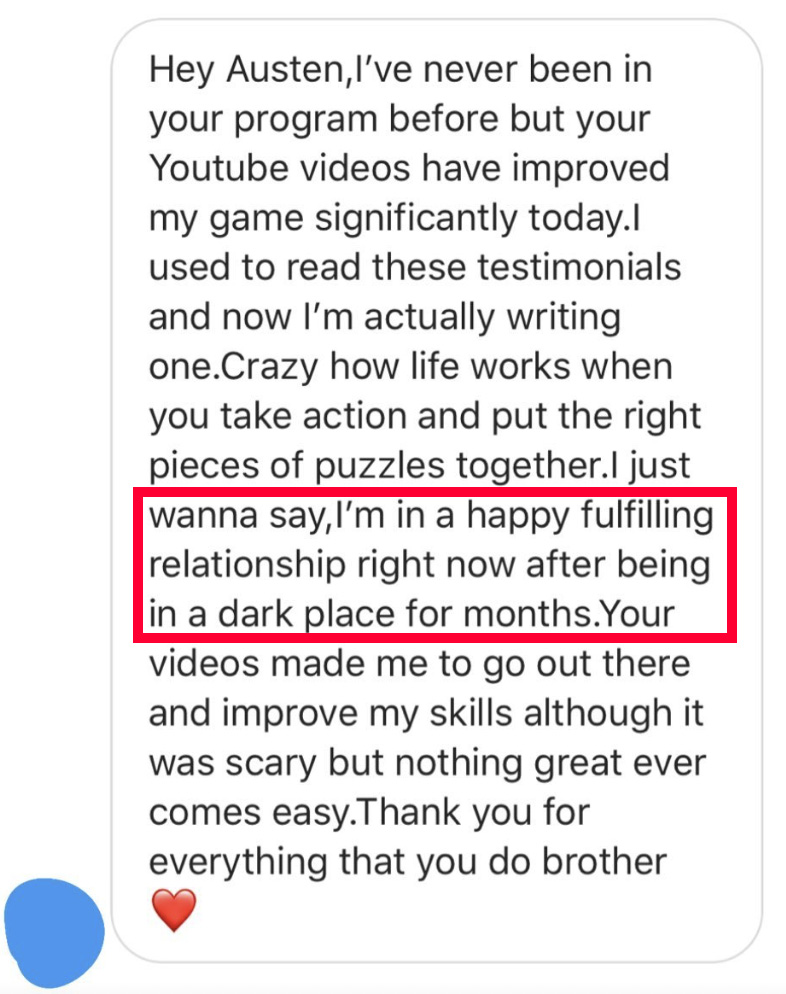 Hey Austen,I’ve never been in
your program before but your
Youtube videos have improved
my game significantly today.I
used to read these testimonials
and now I’m actually writing
one.Crazy how life works when
you take action and put the right
pieces of puzzles together.I just
wanna say,I’m in a happy fulfilling
relationship right now after being
in a dark place for months.Your
videos made me to go out there
and improve my skills although it
was scary but nothing great ever
comes easy.Thank you for
everything that you do brother
❤️